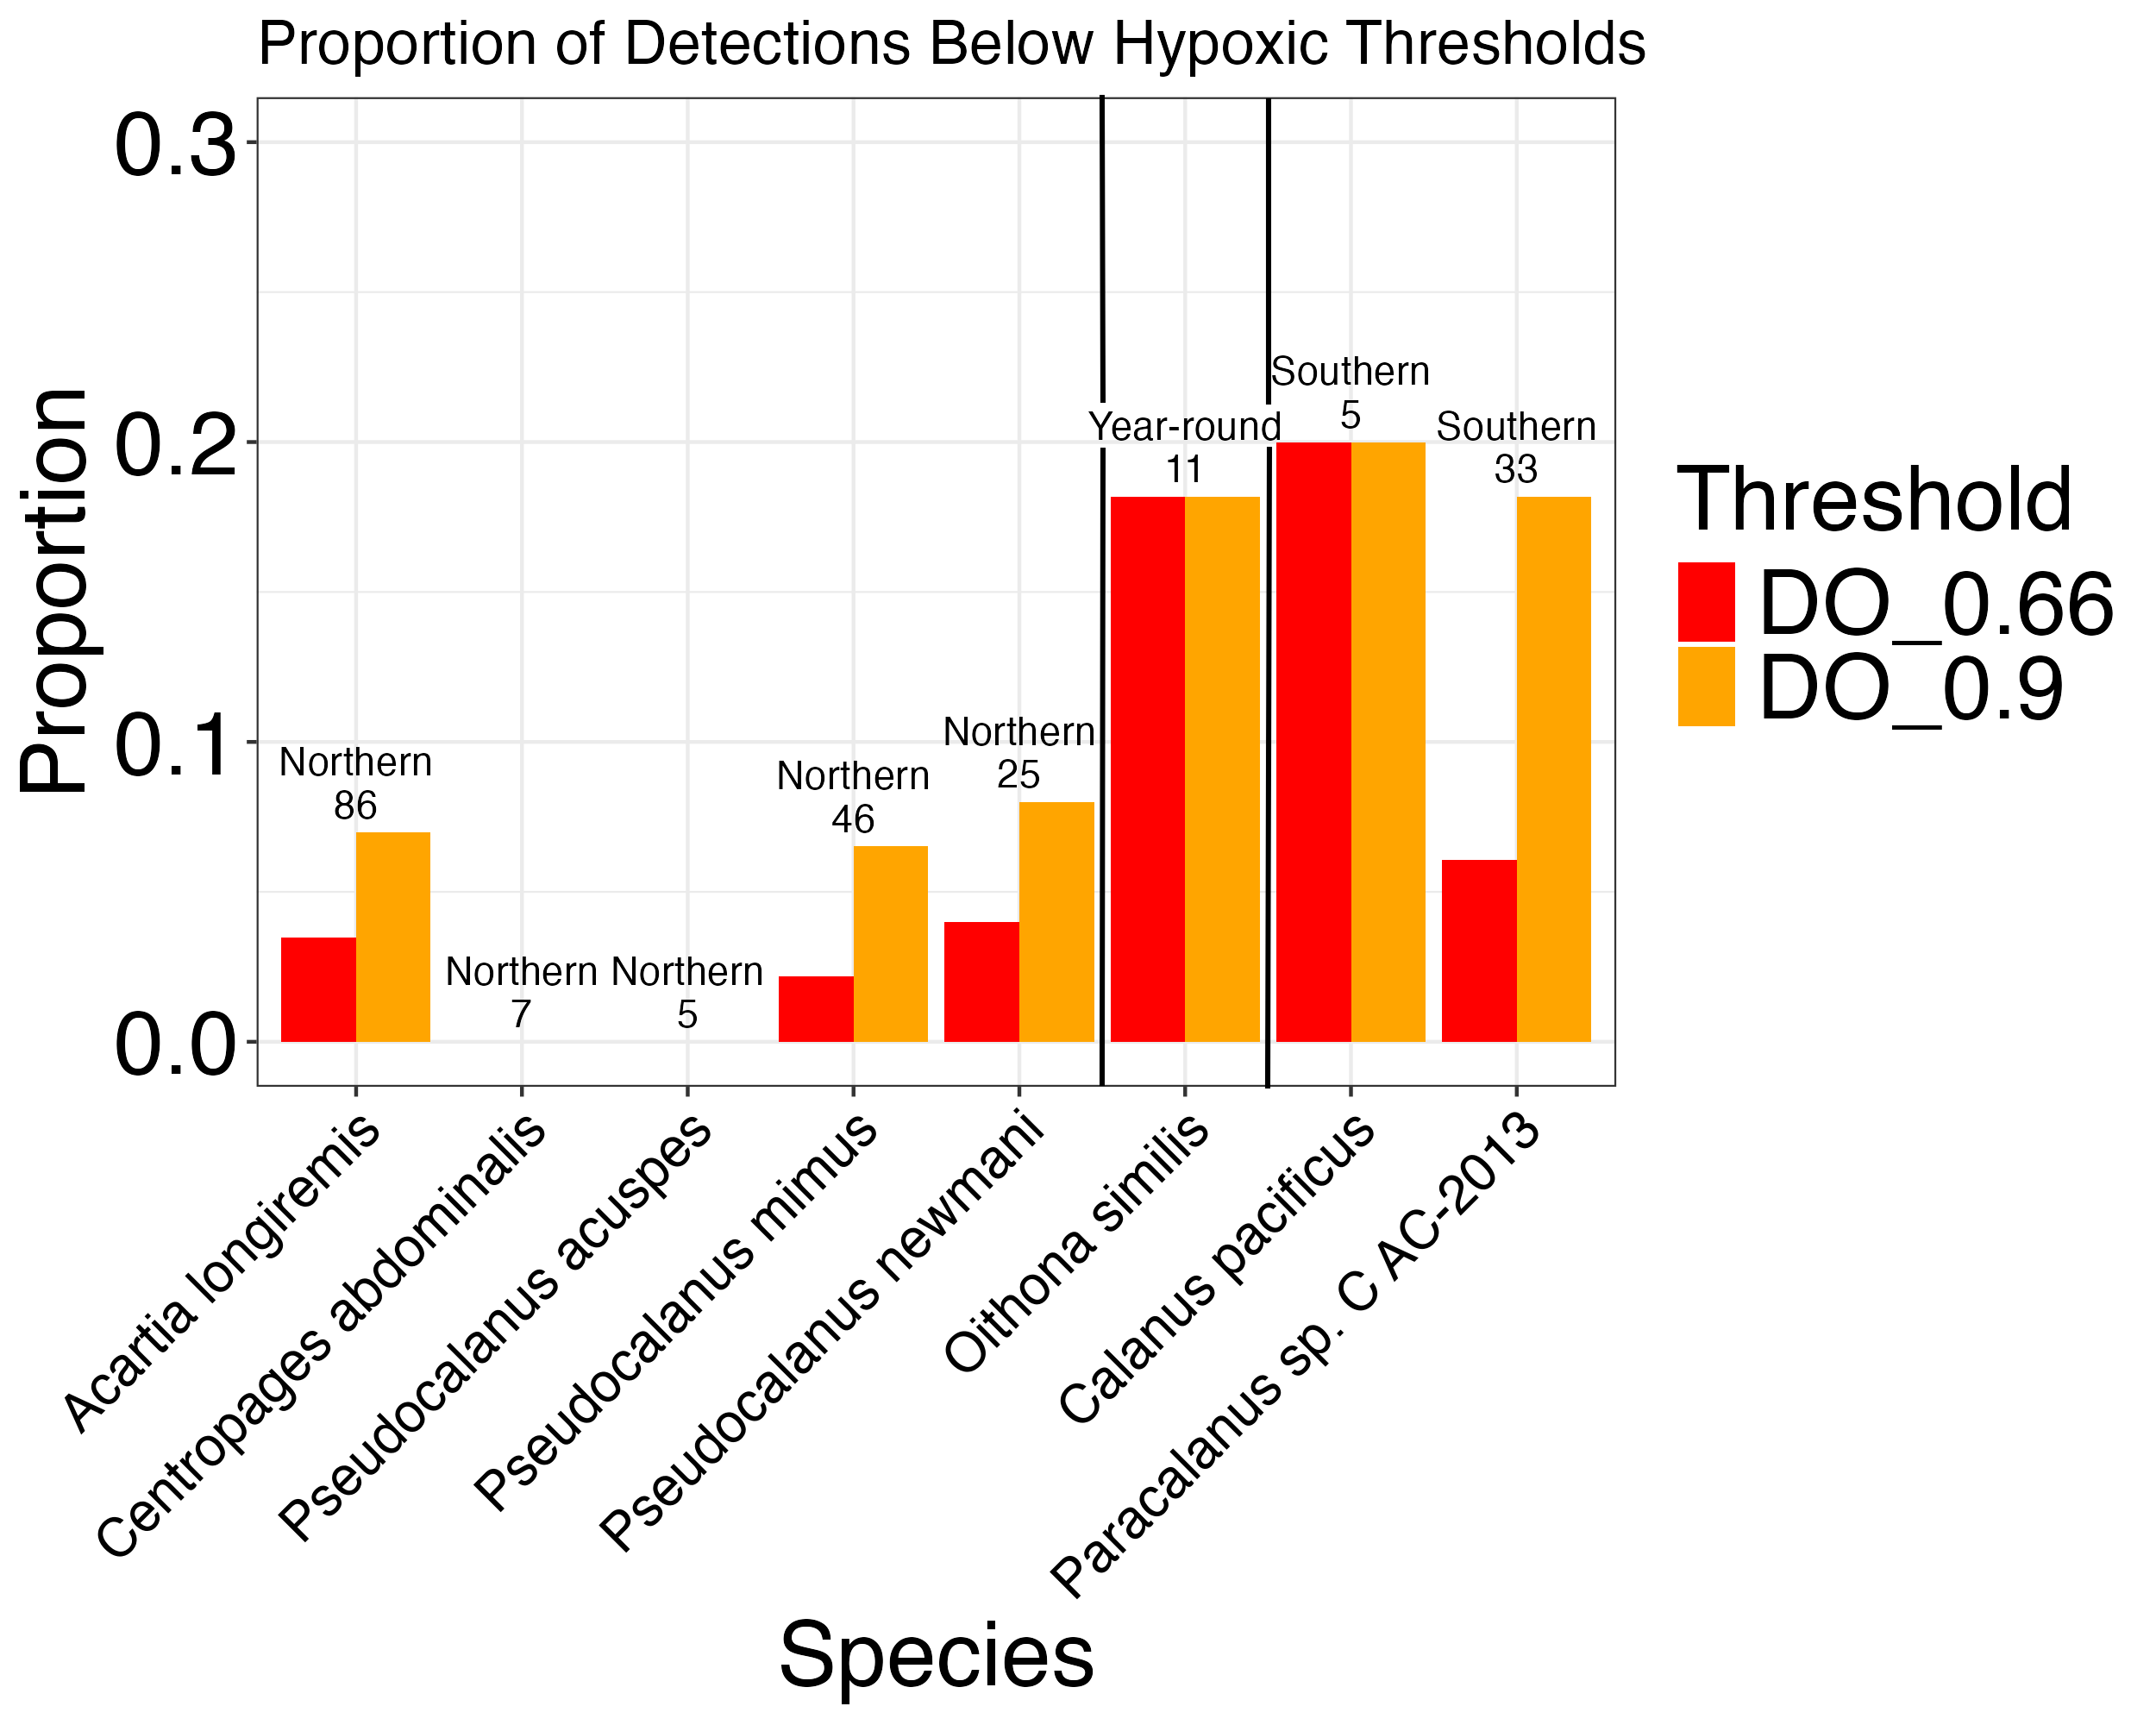 Proportion of Detections Below Hypoxic Thresholds
Proportion
0.3
0.2
0.1
0.0
Northern
86
Northern
7
Northern
5
Northern
46
Northern
25
Year-round
11
Southern
5
Southern
33
Threshold
DO_0.66
DO_0.9
Acartia longiremis
Centropages abdominalis
Pseudocalanus acuspes
Pseudocalanus mimus
Pseudocalanus newmani
Oithona similis
Calanus pacificus
Paracalanus sp. C AC-2013
Species